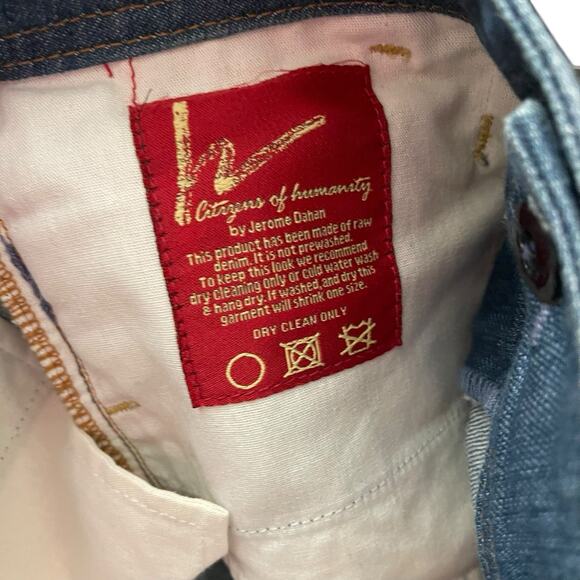 Citizens of humanity
by Jerome Dahan
This product has been made of raw
denim. It is not prewashed.
To keep this look we recommend
dry cleaning only or cold water wash
& hang dry. If washed,and dry this
garment will shrink one size.
DRY CLEAN ONLY